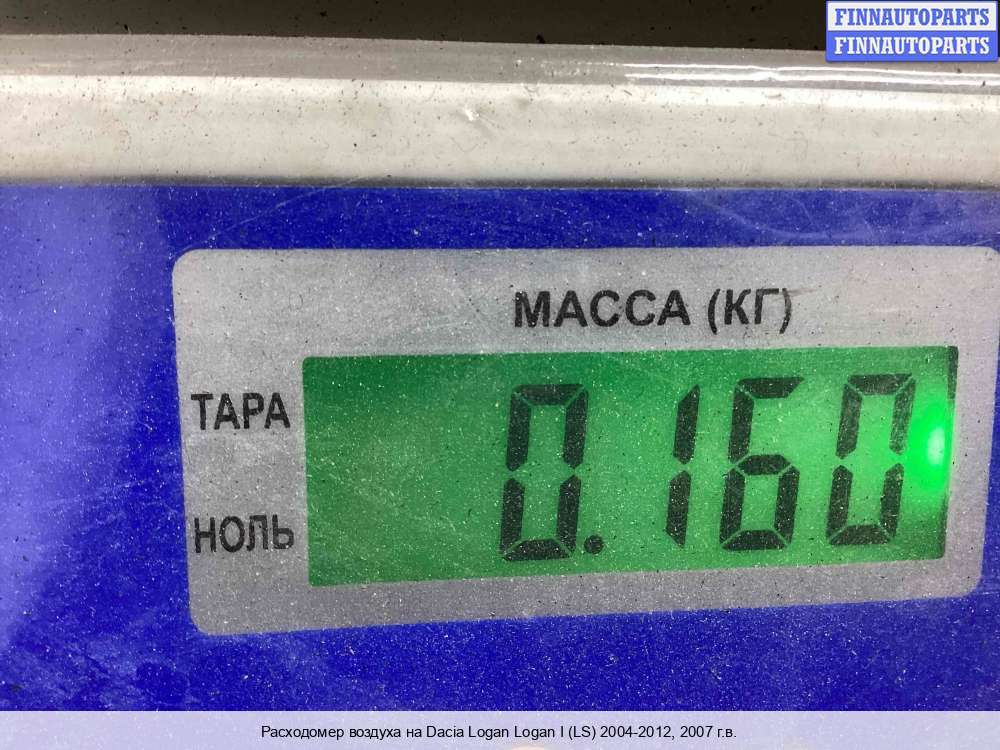 FINNAUTOPARTS
FINNAUTOPARTS
МАССА (КГ)
ТАРА
0.160
НОЛЬ
Расходомер воздуха на Dacia Logan Logan I (LS) 2004-2012, 2007 г.в.